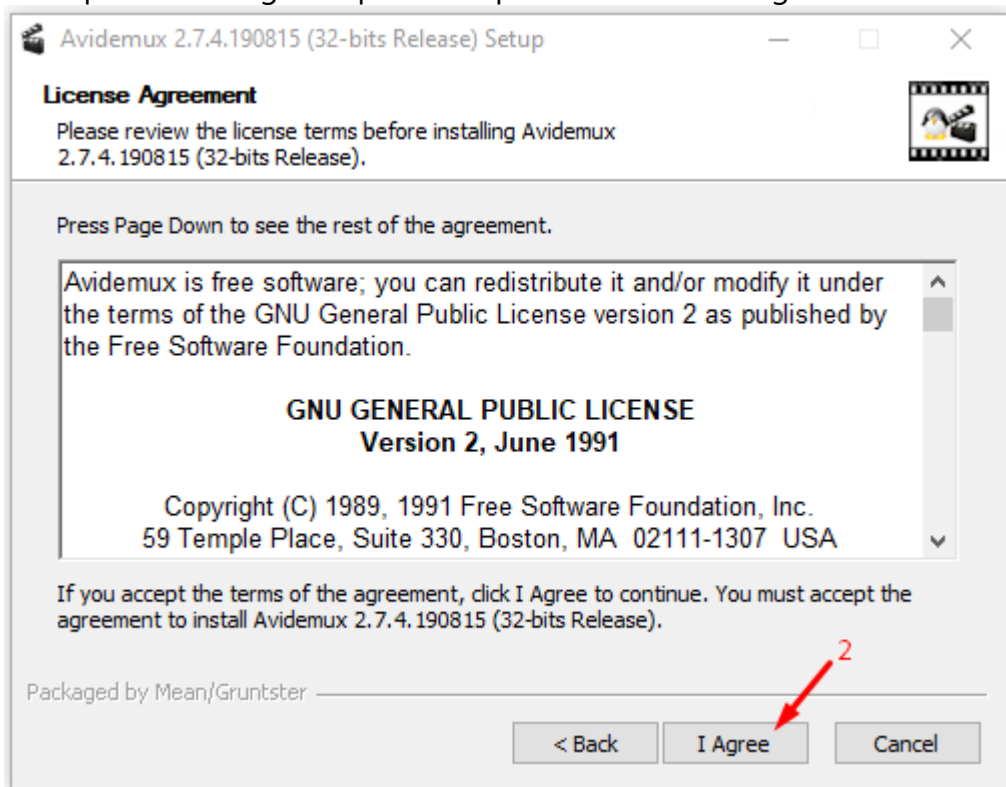 Avidemux 2.7.4.190815 (32-bits Release) Setup
License Agreement
Please review the license terms before installing Avidemux
2.7.4.190815 (32-bits Release).
Press Page Down to see the rest of the agreement.
Avidemux is free software; you can redistribute it and/or modify it under
the terms of the GNU General Public License version 2 as published by
the Free Software Foundation.
GNU GENERAL PUBLIC LICENSE
Version 2, June 1991
Copyright (C) 1989, 1991 Free Software Foundation, Inc.
59 Temple Place, Suite 330, Boston, MA 02111-1307 USA
If you accept the terms of the agreement, click I Agree to continue. You must accept the
agreement to install Avidemux 2.7.4.190815 (32-bits Release).
2
Packaged by Mean/Gruntster
< Back I Agree Cancel